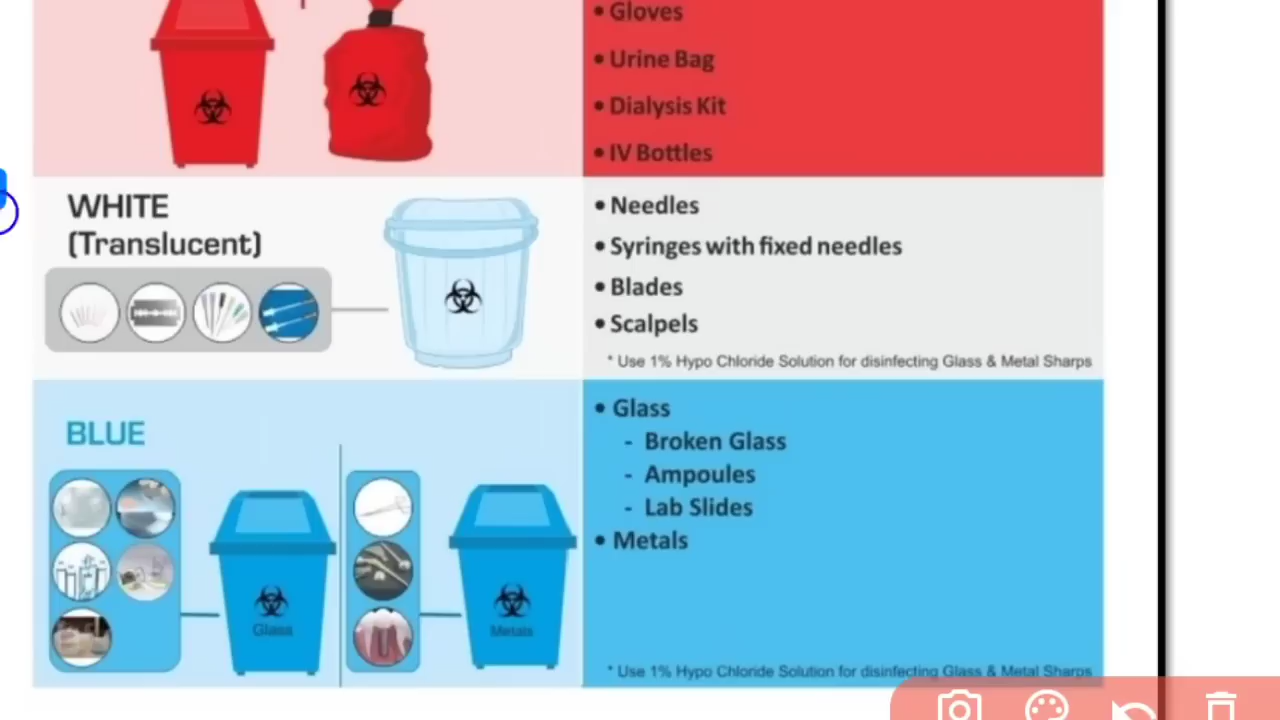 • Gloves
• Urine Bag
• Dialysis Kit
• IV Bottles
WHITE
(Translucent)
• Needles
• Syringes with fixed needles
• Blades
• Scalpels
* Use 1% Hypo Chloride Solution for disinfecting Glass & Metal Sharps
BLUE
Glass
Metals
• Glass
- Broken Glass
- Ampoules
- Lab Slides
• Metals
* Use 1% Hypo Chloride Solution for disinfecting Glass & Metal Sharps